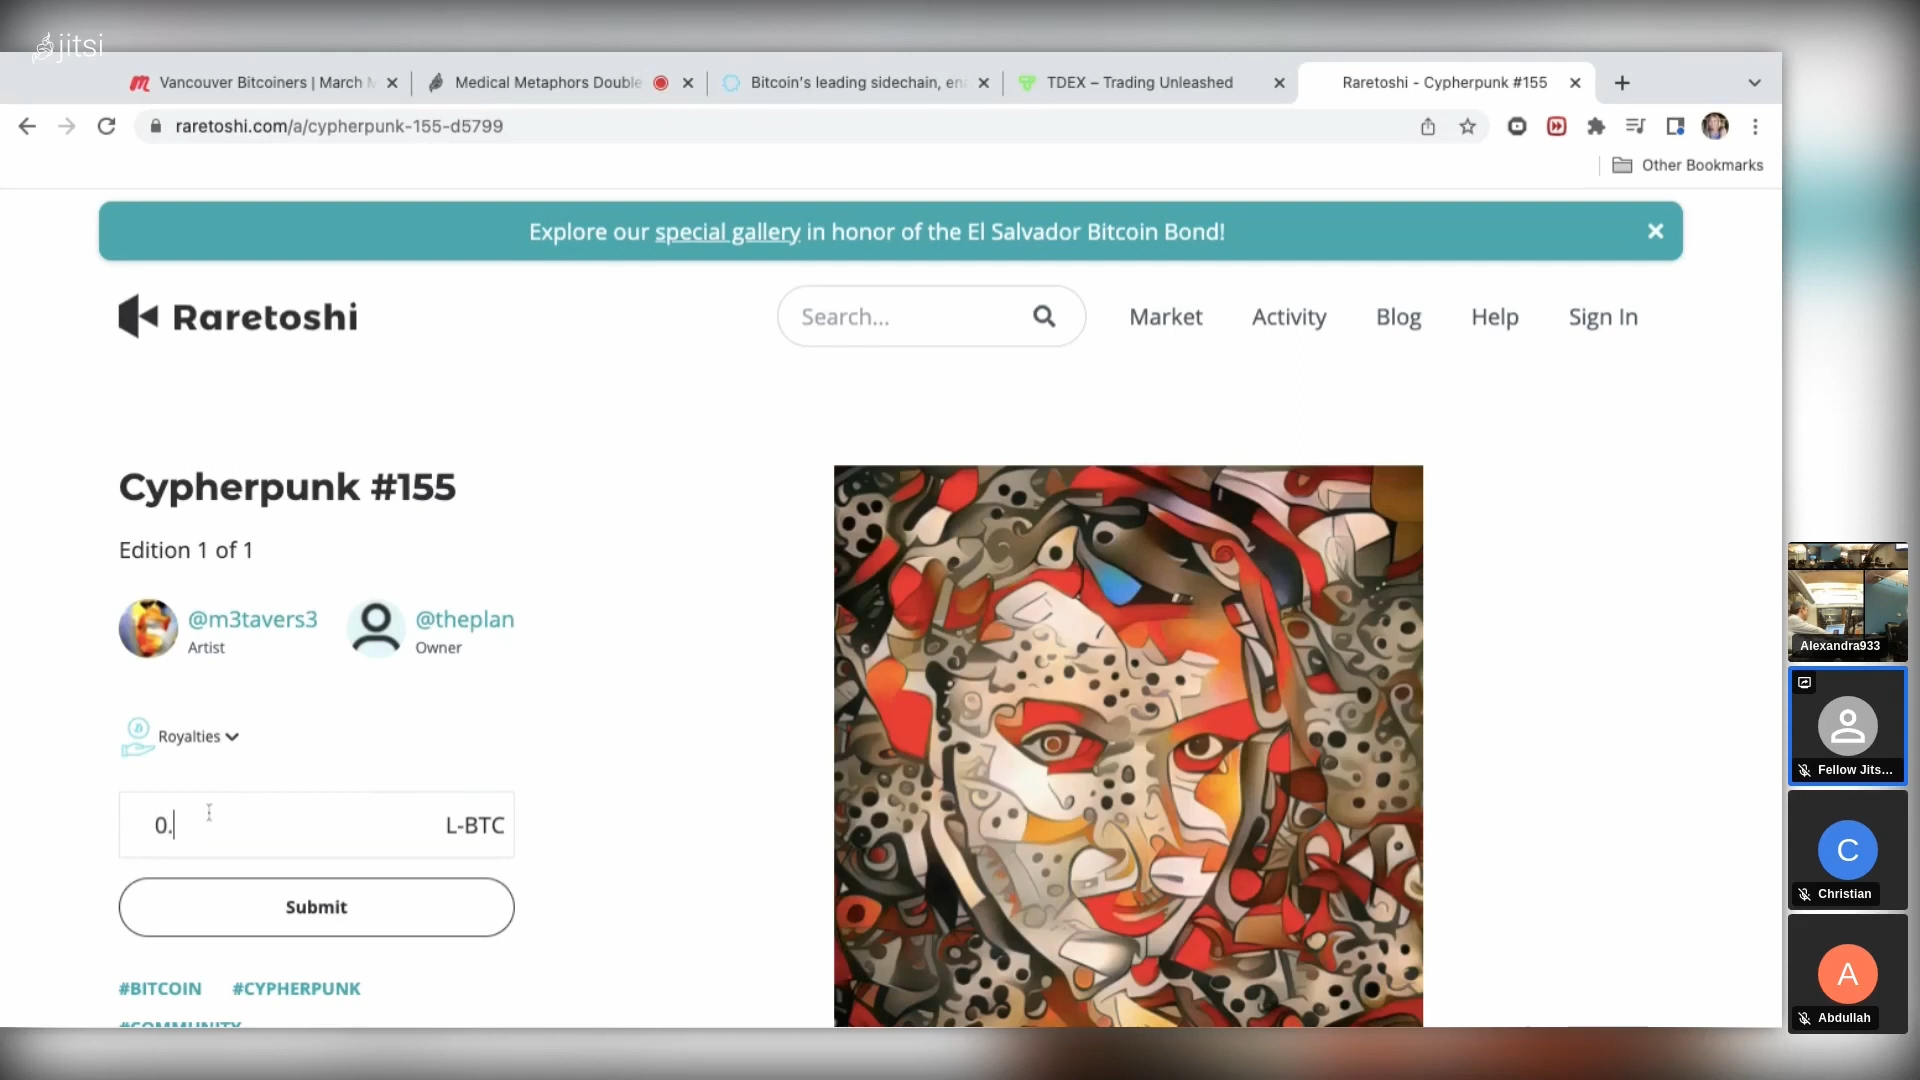 jitsi
Vancouver Bitcoiners | March M
Medical Metaphors Double
Bitcoin's leading sidechain, en
TDEX – Trading Unleashed
Raretoshi - Cypherpunk #155
raretoshi.com/a/cypherpunk-155-d5799
Other Bookmarks
Explore our special gallery in honor of the El Salvador Bitcoin Bond!
Raretoshi
Search...
Market
Activity
Blog
Help
Sign In
Cypherpunk #155
Edition 1 of 1
@m3tavers3
Artist
@theplan
Owner
Royalties
0.
L-BTC
Submit
#BITCOIN #CYPHERPUNK
#COMMUNITY
Alexandra933
Fellow Jits...
C
Christian
A
Abdullah